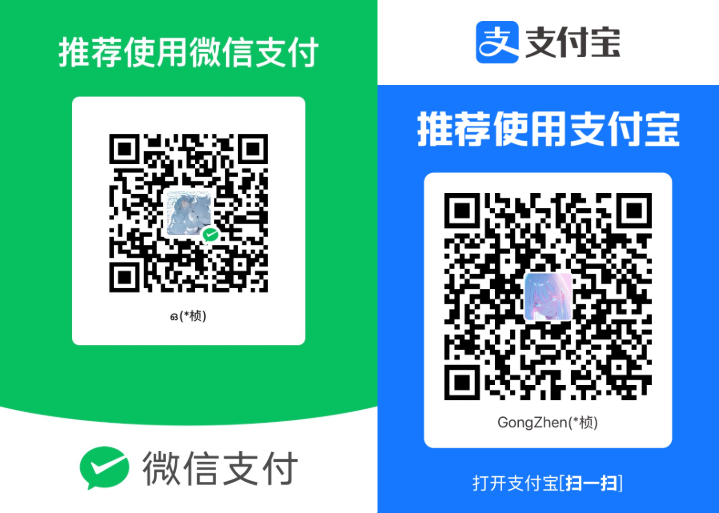 推荐使用微信支付
ഒ(*桢)
微信支付
支付宝
推荐使用支付宝
GongZhen(*桢)
打开支付宝[扫一扫]